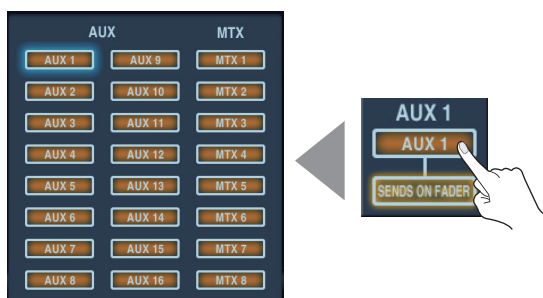 AUX MTX
AUX 1 AUX 9 MTX 1
AUX 2 AUX 10 MTX 2
AUX 3 AUX 11 MTX 3
AUX 4 AUX 12 MTX 4
AUX 5 AUX 13 MTX 5
AUX 6 AUX 14 MTX 6
AUX 7 AUX 15 MTX 7
AUX 8 AUX 16 MTX 8
AUX 1
AUX 1
SENDS ON FADER